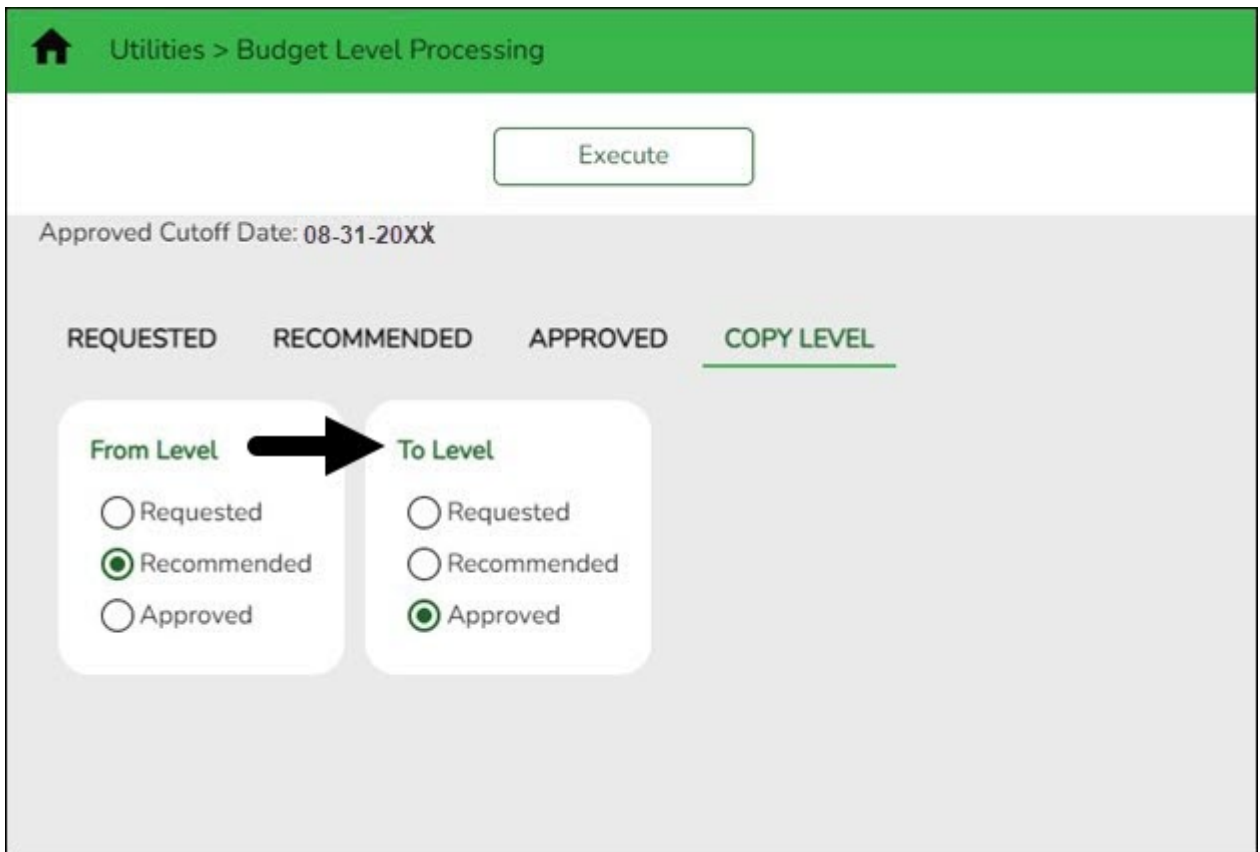 Utilities > Budget Level Processing
Execute
Approved Cutoff Date: 08-31-20XX
REQUESTED RECOMMENDED APPROVED COPY LEVEL
From Level To Level
Requested Requested
Recommended Recommended
Approved Approved